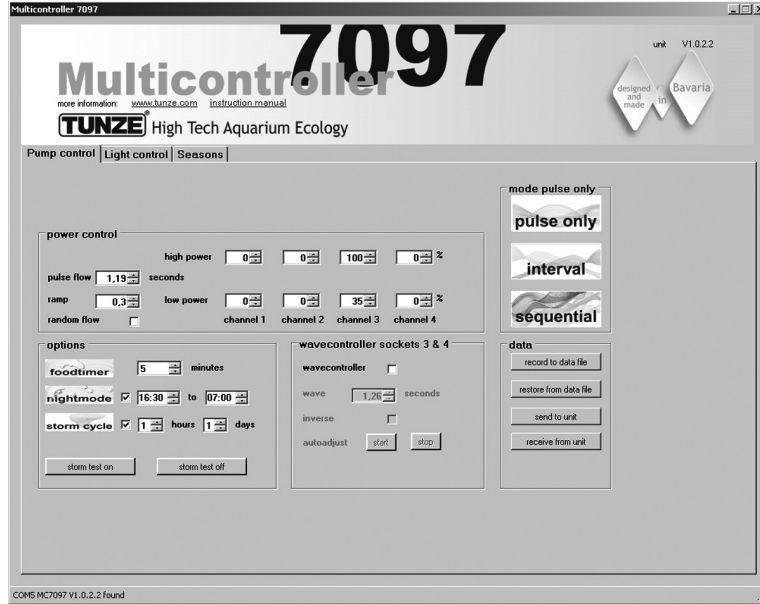 Multicontroller 7097
7097
Multicontroller
unit V1.0.2.2
more information: www.tunze.com instruction manual
TUNZE® High Tech Aquarium Ecology
designed and made in Bavaria
Pump control Light control Seasons
mode pulse only
pulse only
interval
sequential
power control
high power 0 0 100 0 %
pulse flow 1,19 seconds
ramp 0,3 low power 0 0 35 0 %
random flow channel 1 channel 2 channel 3 channel 4
options
foodtimer 5 minutes
nightmode 16:30 to 07:00
storm cycle 1 hours 1 days
storm test on storm test off
wavecontroller sockets 3 & 4
wavecontroller
wave 1,26 seconds
inverse
autoadjust start stop
data
record to data file
restore from data file
send to unit
receive from unit
COM5 MC7097 V1.0.2.2 found